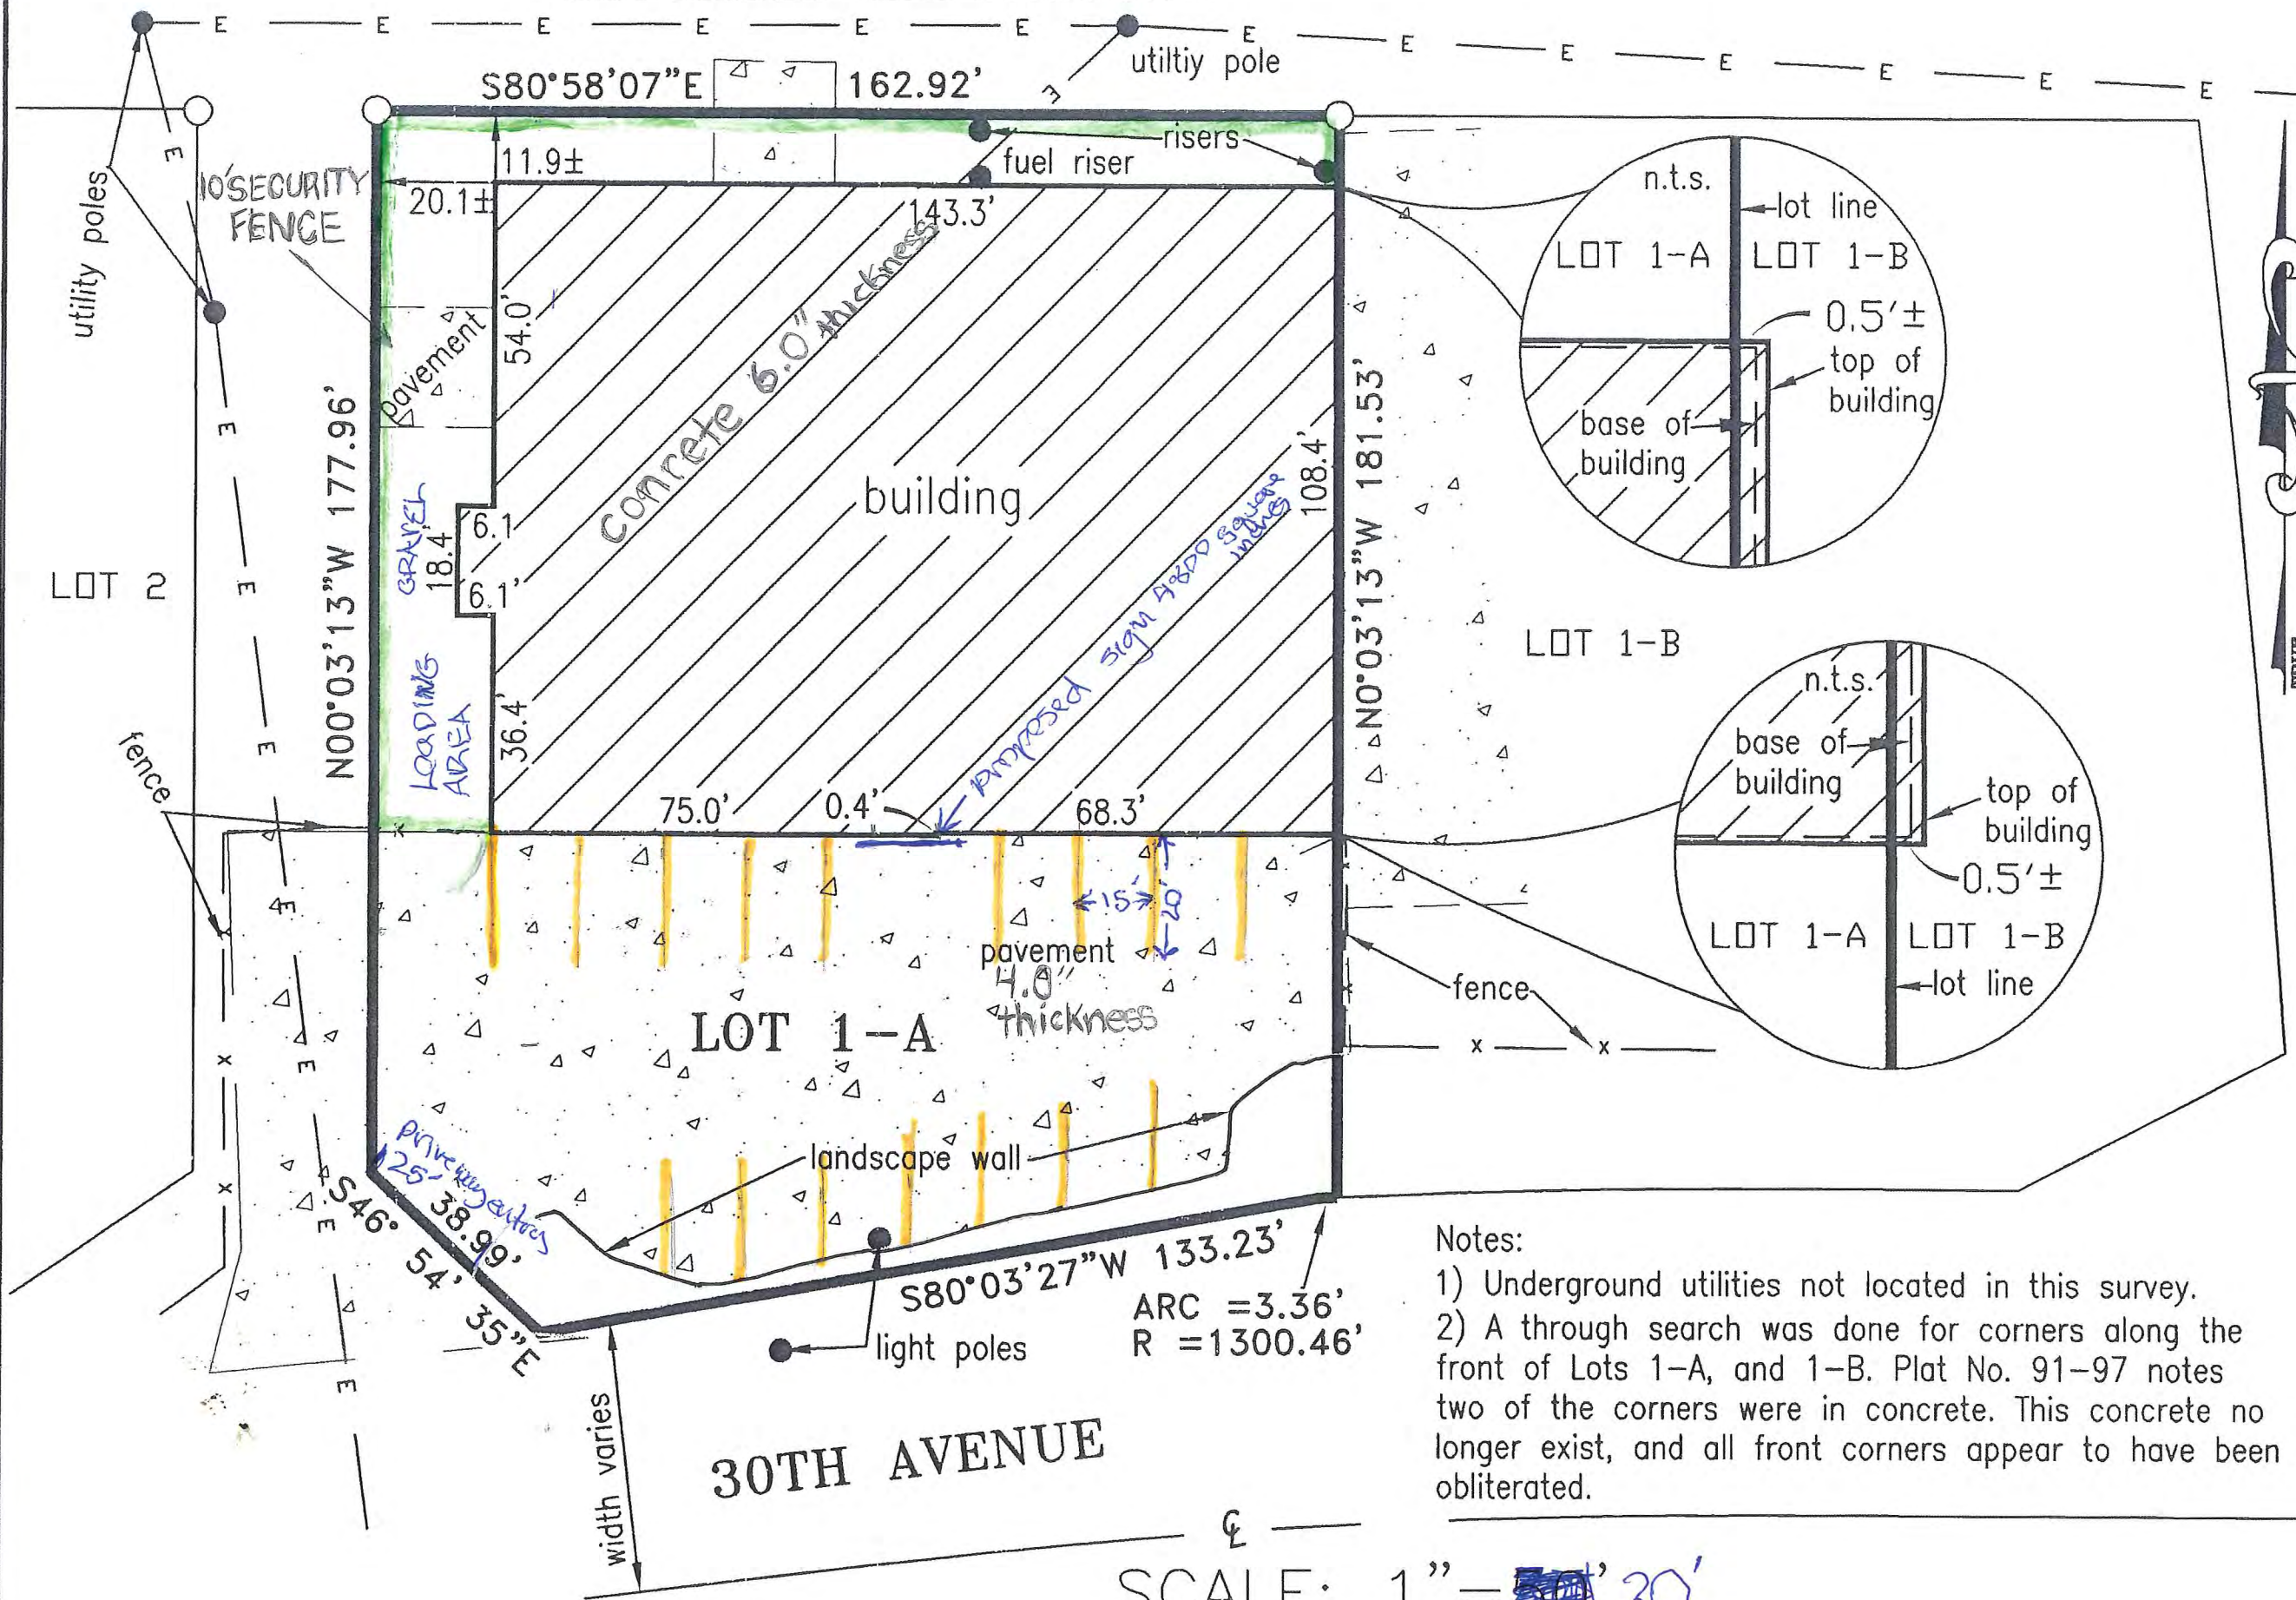 E E E E E E E E E E E E E
utiltiy pole
S80°58'07"E 162.92'
E
risers
11.9±
fuel riser
10' SECURITY
FENCE
20.1±
143.3'
utility poles
n.t.s.
lot line
LOT 1-A LOT 1-B
0.5'±
top of
building
base of
building
pavement
54.0'
concrete 6.0" thickness
N00°03'13"W 177.96'
N0°03'13"W 181.53'
108.4'
building
GRAVEL
6.1
18.4'
6.1'
LOT 2
LOADING
AREA
36.4'
proposed sign 4800 square
inches
LOT 1-B
n.t.s.
base of
building
top of
building
0.5'±
LOT 1-A LOT 1-B
lot line
fence
75.0' 0.4' 68.3'
15'
20'
pavement
4.0"
thickness
fence
x x
LOT 1-A
landscape wall
Driveway entry
25'
38.99'
S46° 54' 35"E
S80°03'27"W 133.23'
ARC =3.36'
R =1300.46'
light poles
width varies
30TH AVENUE
℄
Notes:
1) Underground utilities not located in this survey.
2) A through search was done for corners along the
front of Lots 1-A, and 1-B. Plat No. 91-97 notes
two of the corners were in concrete. This concrete no
longer exist, and all front corners appear to have been
obliterated.
SCALE: 1"- 20'